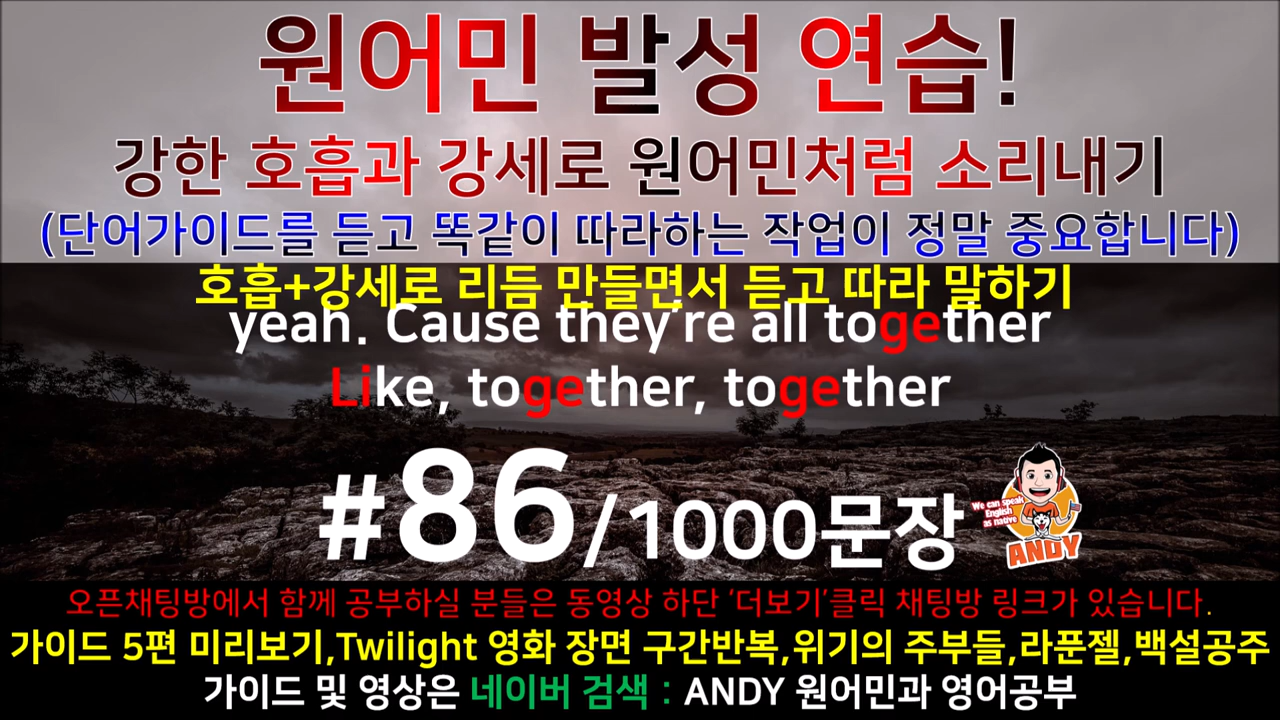 원어민 발성 연습!
강한 호흡과 강세로 원어민처럼 소리내기
(단어가이드를 듣고 똑같이 따라하는 작업이 정말 중요합니다)
호흡+강세로 리듬 만들면서 듣고 따라 말하기
yeah. Cause they're all together
Like, together, together
#86/1000문장
We can speak
English
as native
ANDY
오픈채팅방에서 함께 공부하실 분들은 동영상 하단 '더보기'클릭 채팅방 링크가 있습니다.
가이드 5편 미리보기,Twilight 영화 장면 구간반복,위기의 주부들,라푼젤,백설공주
가이드 및 영상은 네이버 검색 : ANDY 원어민과 영어공부